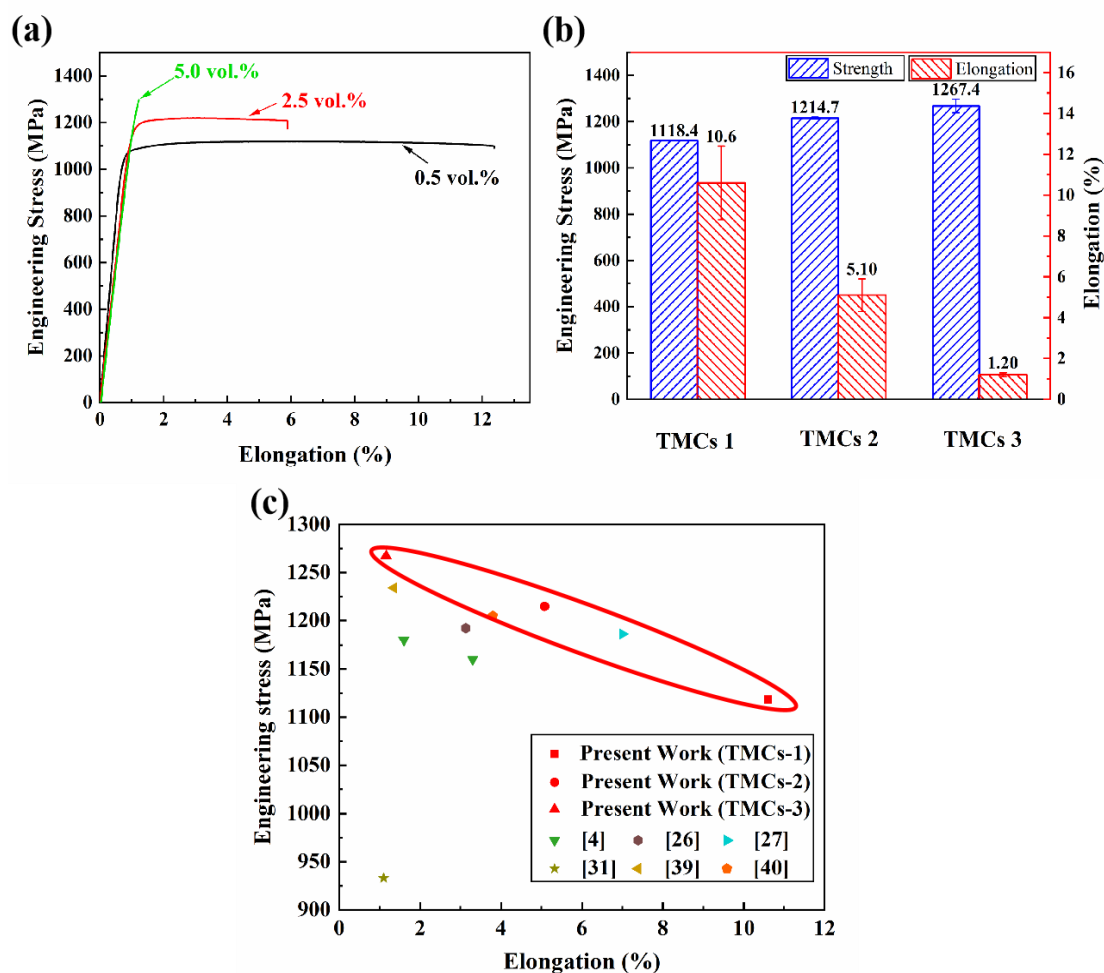 (a)
1400
1200
1000
800
600
400
200
0
Engineering Stress (MPa)
5.0 vol.%
2.5 vol.%
0.5 vol.%
0 2 4 6 8 10 12
Elongation (%)
(b)
1400
1200
1000
800
600
400
200
0
Engineering Stress (MPa)
Strength Elongation
1118.4 10.6
1214.7
5.10
1267.4
1.20
TMCs 1 TMCs 2 TMCs 3
16
14
12
10
8
6
4
2
0
Elongation (%)
(c)
1300
1250
1200
1150
1100
1050
1000
950
900
Engineering stress (MPa)
Present Work (TMCs-1)
Present Work (TMCs-2)
Present Work (TMCs-3)
[4] [26] [27]
[31] [39] [40]
0 2 4 6 8 10 12
Elongation (%)